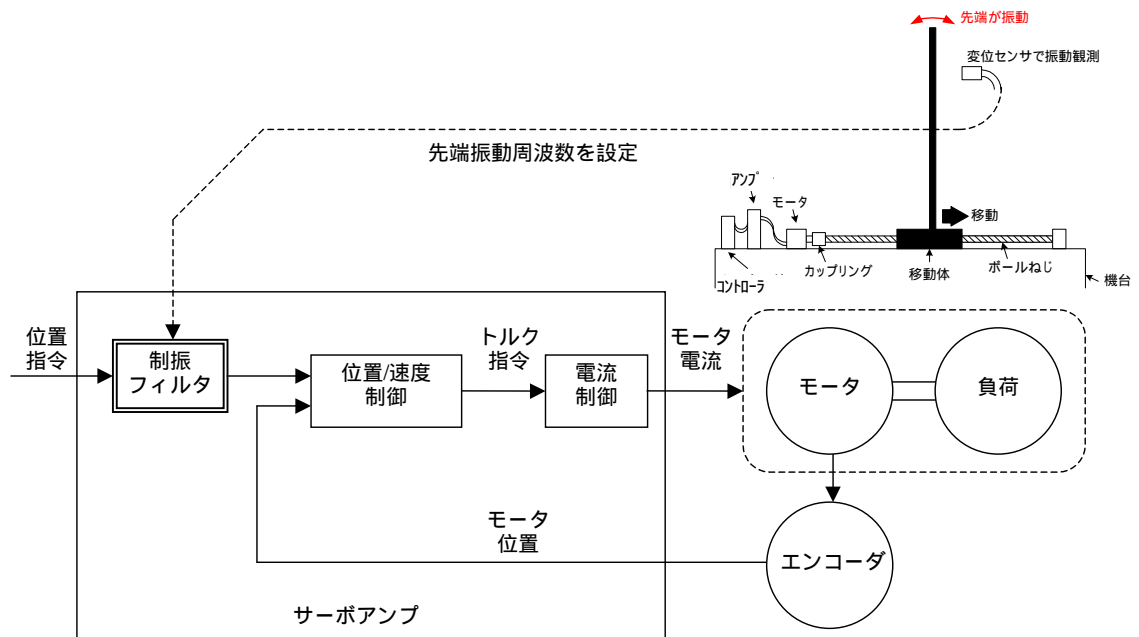 先端が振動
変位センサで振動観測
先端振動周波数を設定
アンプ
モータ
移動
カップリング
移動体
ボールねじ
機台
コントローラ
位置
指令
制振
フィルタ
位置/速度
制御
トルク
指令
電流
制御
モータ
電流
モータ
負荷
モータ
位置
エンコーダ
サーボアンプ